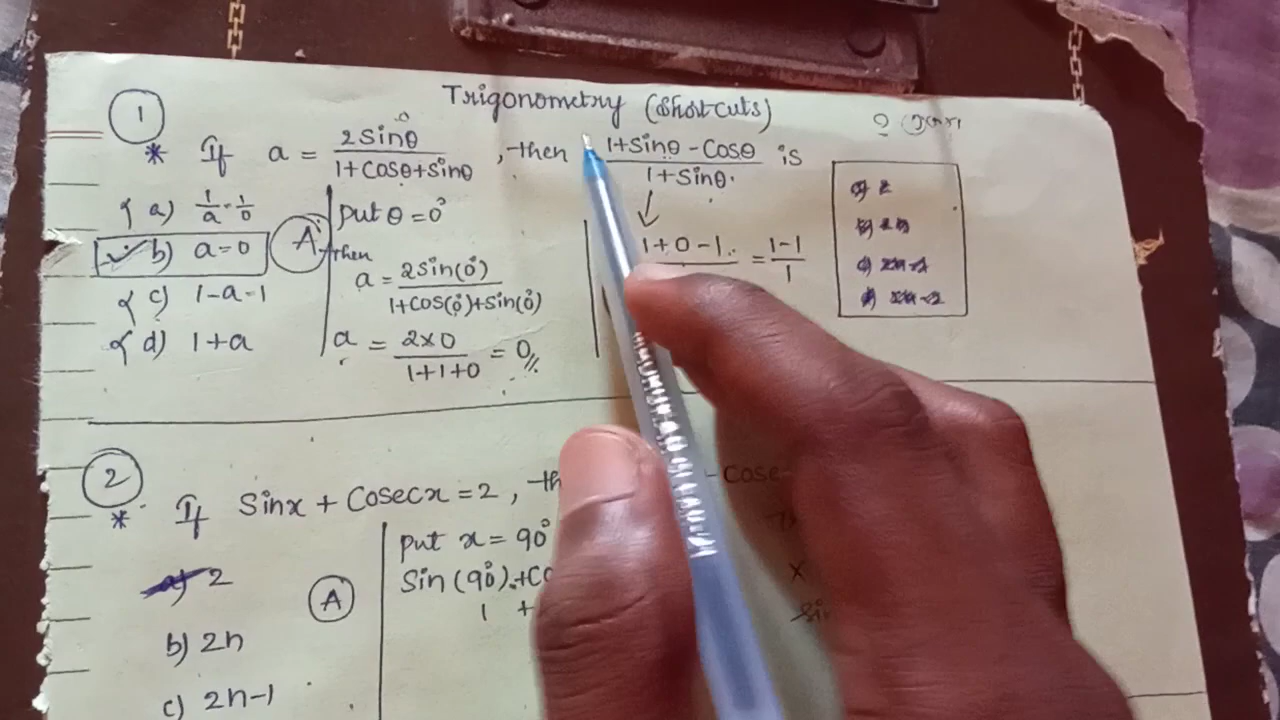 Trigonometry (Shortcuts)
① * If a = 2sinθ / 1+cosθ+sinθ , then 1+sinθ-cosθ / 1+sinθ is
a) 1/a = 1/0
b) a=0
c) 1-a=1
d) 1+a
A
put θ=0°
then
a = 2sin(0°) / 1+cos(0°)+sin(0°)
a = 2×0 / 1+1+0 = 0//
1+0-1 = 1-1 / 1
② * If Sinx + Cosecx = 2, th
a) 2
b) 2n
c) 2n-1
A
put x = 90°
Sin(90°)+Co
1 +